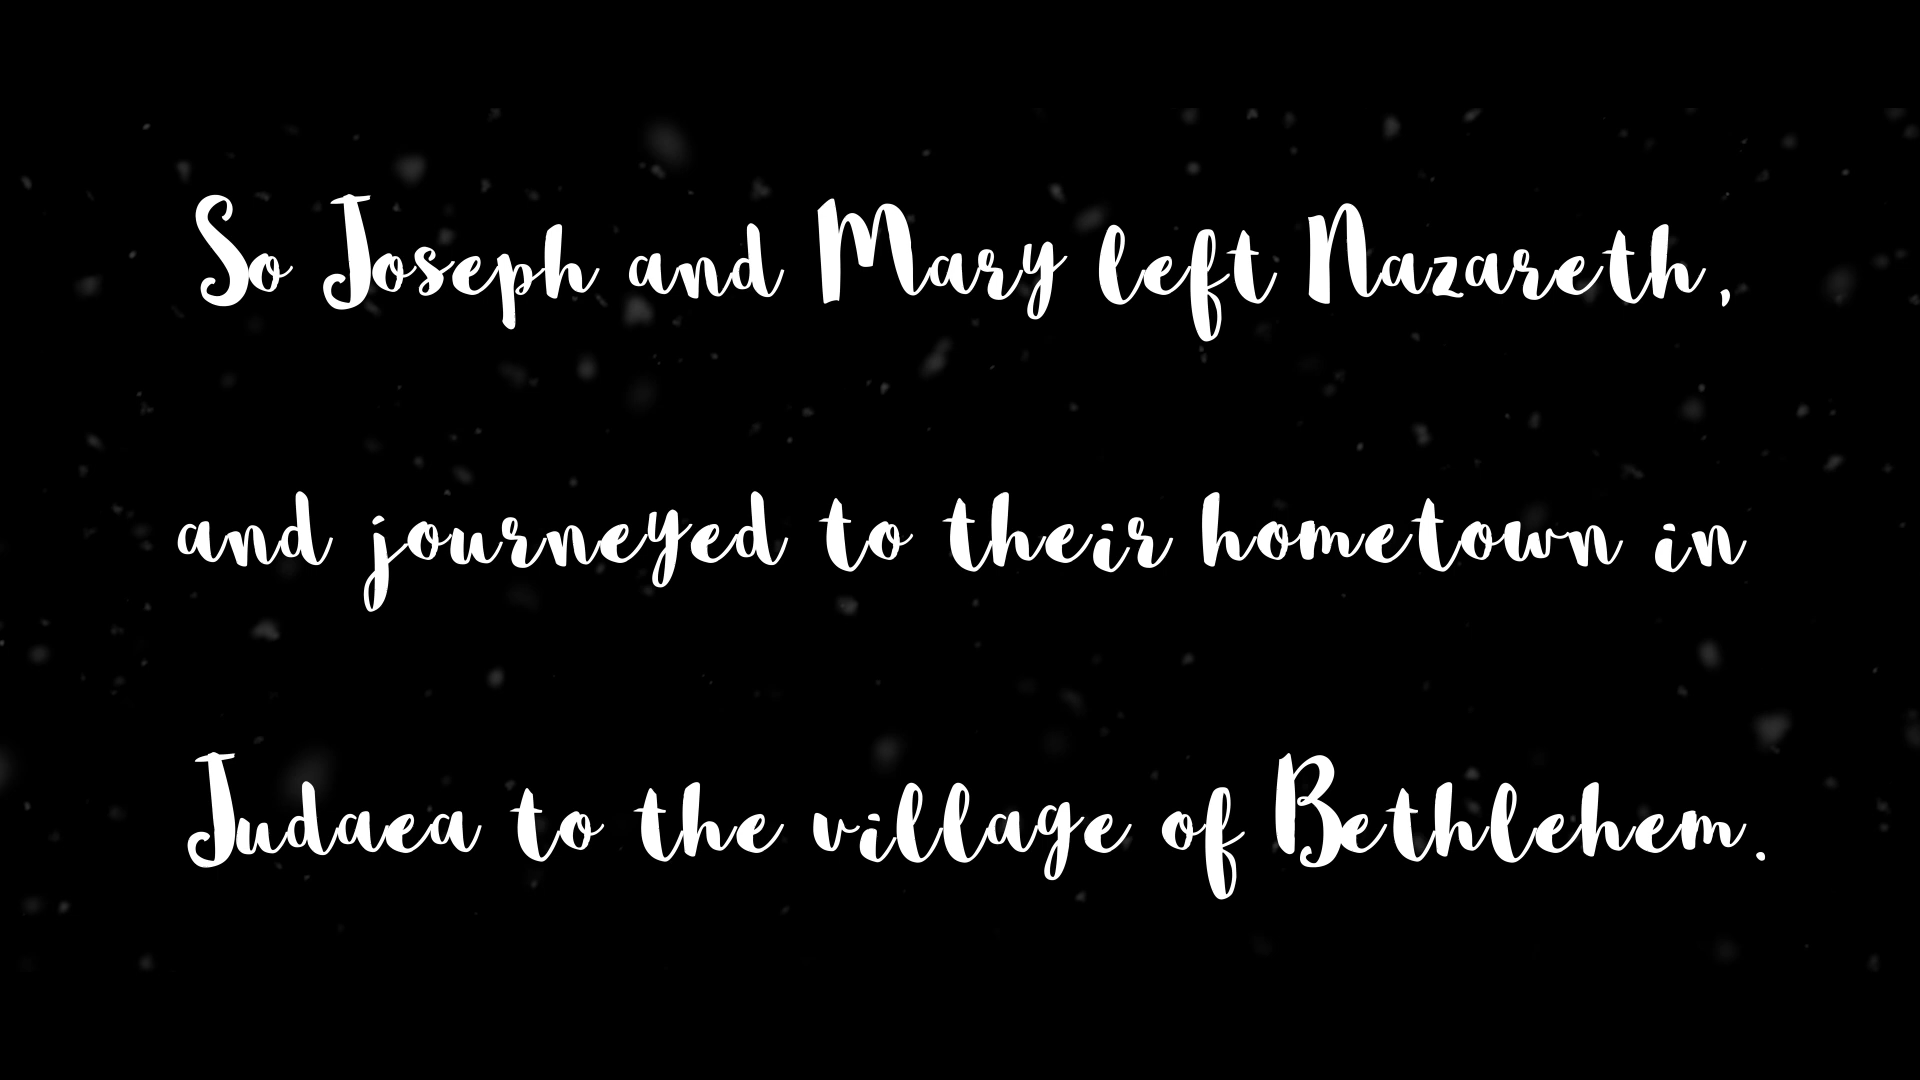 So Joseph and Mary left Nazareth,
and journeyed to their hometown in
Judaea to the village of Bethlehem.